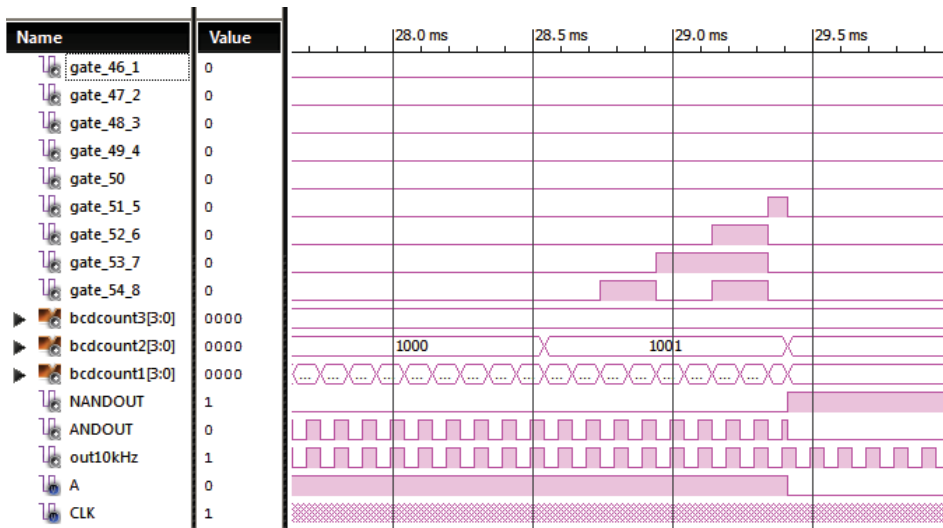 Name Value 28.0 ms 28.5 ms 29.0 ms 29.5 ms
gate_46_1 0
gate_47_2 0
gate_48_3 0
gate_49_4 0
gate_50 0
gate_51_5 0
gate_52_6 0
gate_53_7 0
gate_54_8 0
bcdcount3[3:0] 0000
bcdcount2[3:0] 0000 1000 1001
bcdcount1[3:0] 0000 ... ... ... ... ... ... ... ... ... ... ... ... ... ... ... ... ...
NANDOUT 1
ANDOUT 0
out10kHz 1
A 0
CLK 1